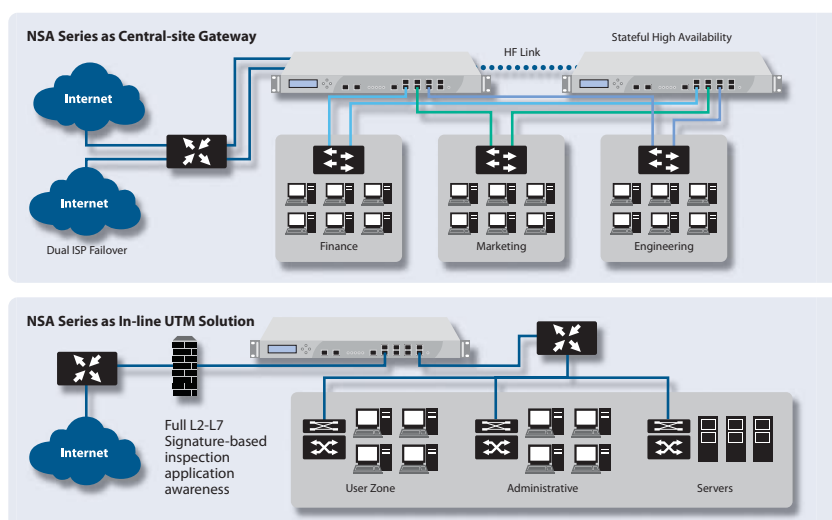 NSA Series as Central-site Gateway
Stateful High Availability
HF Link
Internet
Internet
Dual ISP Failover
Finance
Marketing
Engineering
NSA Series as In-line UTM Solution
Internet
Full L2-L7
Signature-based
inspection
application
awareness
User Zone
Administrative
Servers